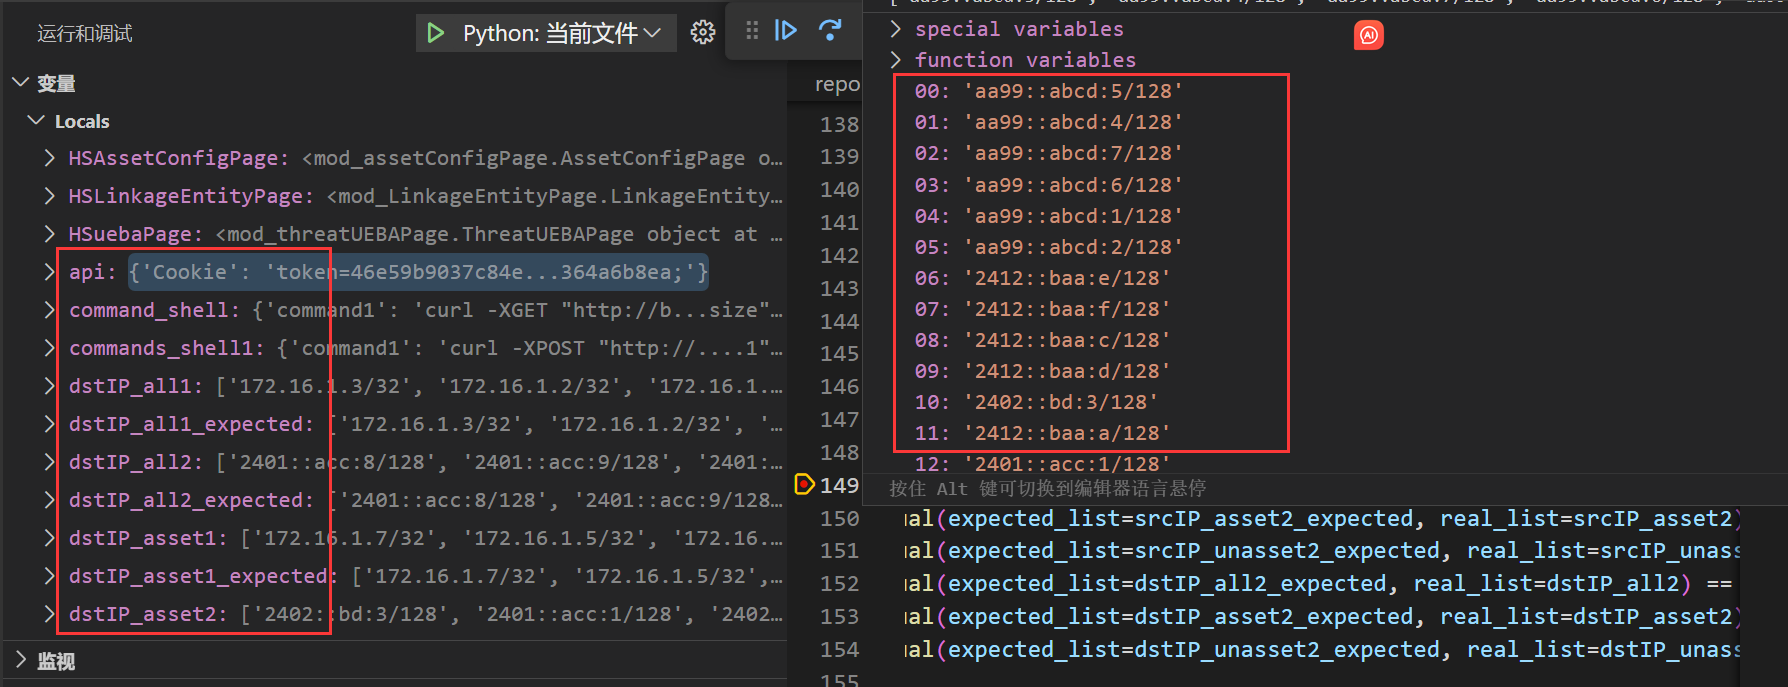 运行和调试
Python: 当前文件
变量
Locals
HSAssetConfigPage: <mod_assetConfigPage.AssetConfigPage o…
HSLinkageEntityPage: <mod_LinkageEntityPage.LinkageEntity…
HSuebaPage: <mod_threatUEBAPage.ThreatUEBAPage object at …
api: {'Cookie': 'token=46e59b9037c84e...364a6b8ea;'}
command_shell: {'command1': 'curl -XGET "http://b...size"…
commands_shell1: {'command1': 'curl -XPOST "http://....1"…
dstIP_all1: ['172.16.1.3/32', '172.16.1.2/32', '172.16.1.…
dstIP_all1_expected: ['172.16.1.3/32', '172.16.1.2/32', '…
dstIP_all2: ['2401::acc:8/128', '2401::acc:9/128', '2401:…
dstIP_all2_expected: ['2401::acc:8/128', '2401::acc:9/128…
dstIP_asset1: ['172.16.1.7/32', '172.16.1.5/32', '172.16.…
dstIP_asset1_expected: ['172.16.1.7/32', '172.16.1.5/32',…
dstIP_asset2: ['2402::bd:3/128', '2401::acc:1/128', '2402…
监视
repo
138
139
140
141
142
143
144
145
146
147
148
149
special variables
function variables
AI
00: 'aa99::abcd:5/128'
01: 'aa99::abcd:4/128'
02: 'aa99::abcd:7/128'
03: 'aa99::abcd:6/128'
04: 'aa99::abcd:1/128'
05: 'aa99::abcd:2/128'
06: '2412::baa:e/128'
07: '2412::baa:f/128'
08: '2412::baa:c/128'
09: '2412::baa:d/128'
10: '2402::bd:3/128'
11: '2412::baa:a/128'
12: '2401::acc:1/128'
按住 Alt 键可切换到编辑器语言悬停
150 ual(expected_list=srcIP_asset2_expected, real_list=srcIP_asset2)
151 ual(expected_list=srcIP_unasset2_expected, real_list=srcIP_unass
152 ual(expected_list=dstIP_all2_expected, real_list=dstIP_all2) ==
153 ual(expected_list=dstIP_asset2_expected, real_list=dstIP_asset2)
154 ual(expected_list=dstIP_unasset2_expected, real_list=dstIP_unass
155